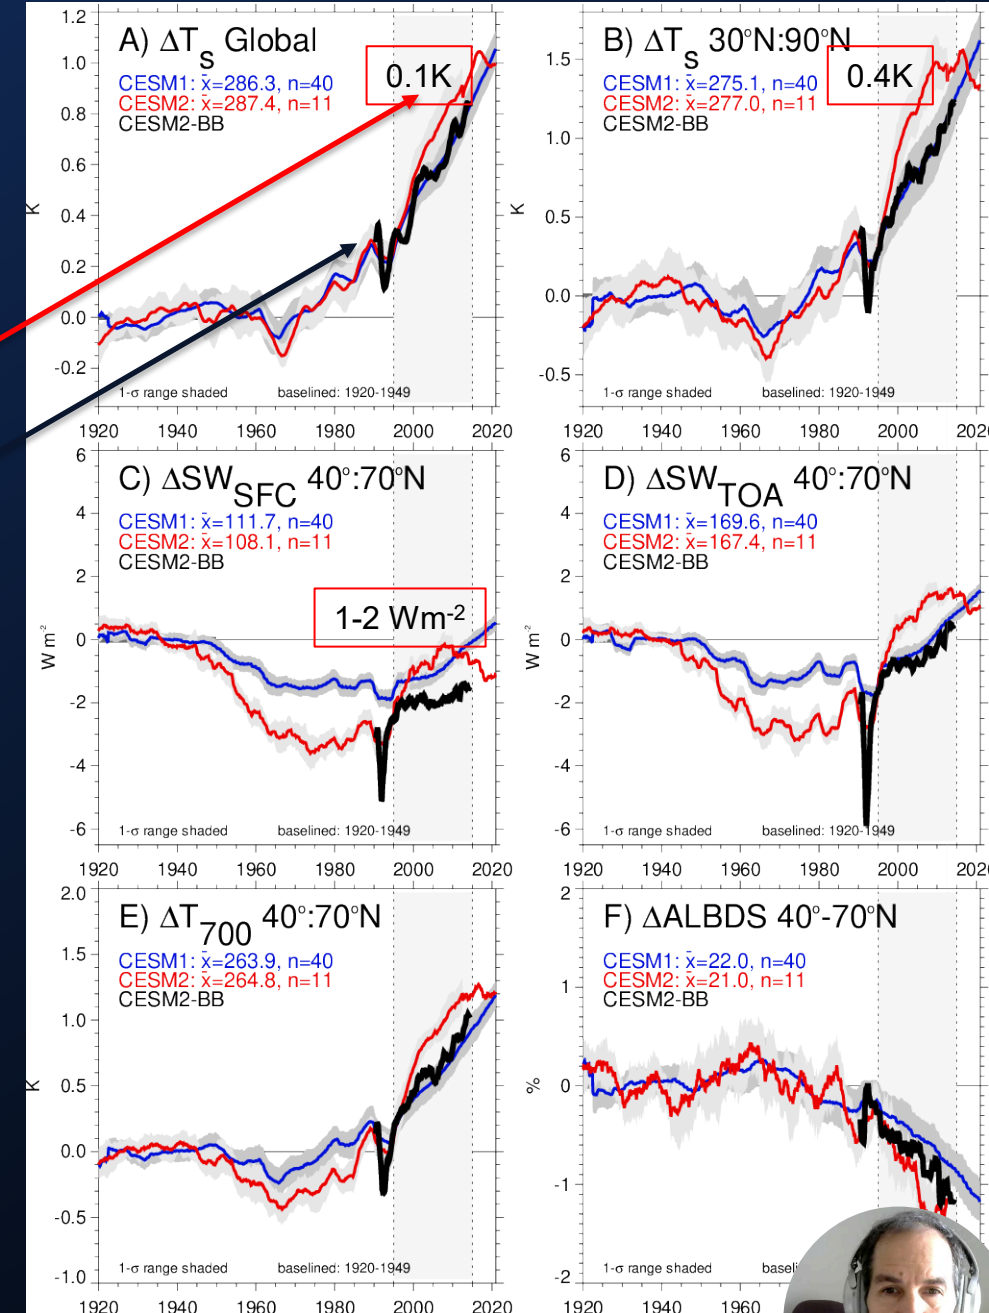 A) ΔTs Global
0.1K
CESM1: x̄=286.3, n=40
CESM2: x̄=287.4, n=11
CESM2-BB
1.2
1.0
0.8
0.6
0.4
0.2
0.0
-0.2
K
1-σ range shaded
baselined: 1920-1949
1920 1940 1960 1980 2000 2020
B) ΔTs 30°N:90°N
0.4K
CESM1: x̄=275.1, n=40
CESM2: x̄=277.0, n=11
CESM2-BB
1.5
1.0
0.5
0.0
-0.5
K
1-σ range shaded
baselined: 1920-1949
1920 1940 1960 1980 2000 2020
C) ΔSW SFC 40°:70°N
CESM1: x̄=111.7, n=40
CESM2: x̄=108.1, n=11
CESM2-BB
1-2 Wm-2
6
4
2
0
-2
-4
-6
W m-2
1-σ range shaded
baselined: 1920-1949
1920 1940 1960 1980 2000 2020
D) ΔSW TOA 40°:70°N
CESM1: x̄=169.6, n=40
CESM2: x̄=167.4, n=11
CESM2-BB
6
4
2
0
-2
-4
-6
W m-2
1-σ range shaded
baselined: 1920-1949
1920 1940 1960 1980 2000 2020
E) ΔT700 40°:70°N
CESM1: x̄=263.9, n=40
CESM2: x̄=264.8, n=11
CESM2-BB
2.0
1.5
1.0
0.5
0.0
-0.5
-1.0
K
1-σ range shaded
baselined: 1920-1949
1920 1940 1960 1980 2000 2020
F) ΔALBDS 40°-70°N
CESM1: x̄=22.0, n=40
CESM2: x̄=21.0, n=11
CESM2-BB
2
1
0
-1
-2
%
1-σ range shaded
baseli
1920 1940 1960